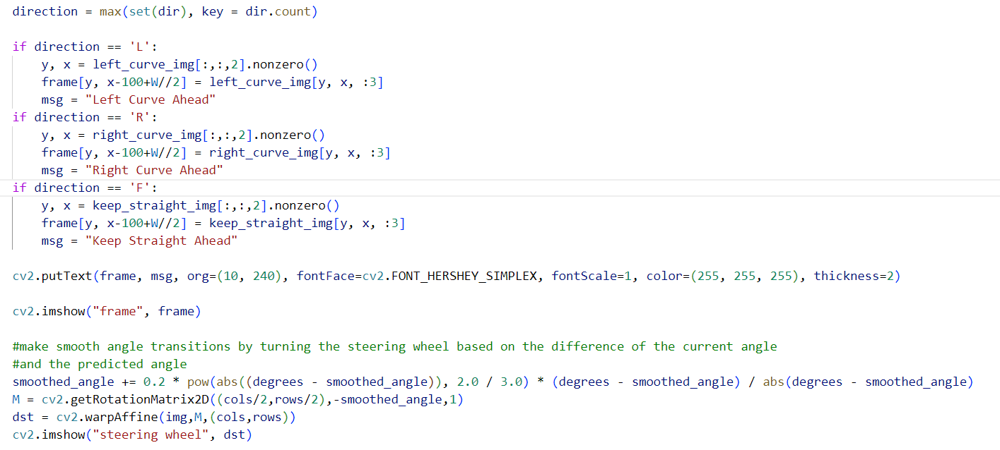 direction = max(set(dir), key = dir.count)
if direction == 'L':
y, x = left_curve_img[:,:,2].nonzero()
frame[y, x-100+W//2] = left_curve_img[y, x, :3]
msg = "Left Curve Ahead"
if direction == 'R':
y, x = right_curve_img[:,:,2].nonzero()
frame[y, x-100+W//2] = right_curve_img[y, x, :3]
msg = "Right Curve Ahead"
if direction == 'F':
y, x = keep_straight_img[:,:,2].nonzero()
frame[y, x-100+W//2] = keep_straight_img[y, x, :3]
msg = "Keep Straight Ahead"
cv2.putText(frame, msg, org=(10, 240), fontFace=cv2.FONT_HERSHEY_SIMPLEX, fontScale=1, color=(255, 255, 255), thickness=2)
cv2.imshow("frame", frame)
#make smooth angle transitions by turning the steering wheel based on the difference of the current angle
#and the predicted angle
smoothed_angle += 0.2 * pow(abs((degrees - smoothed_angle)), 2.0 / 3.0) * (degrees - smoothed_angle) / abs(degrees - smoothed_angle)
M = cv2.getRotationMatrix2D((cols/2,rows/2),-smoothed_angle,1)
dst = cv2.warpAffine(img,M,(cols,rows))
cv2.imshow("steering wheel", dst)